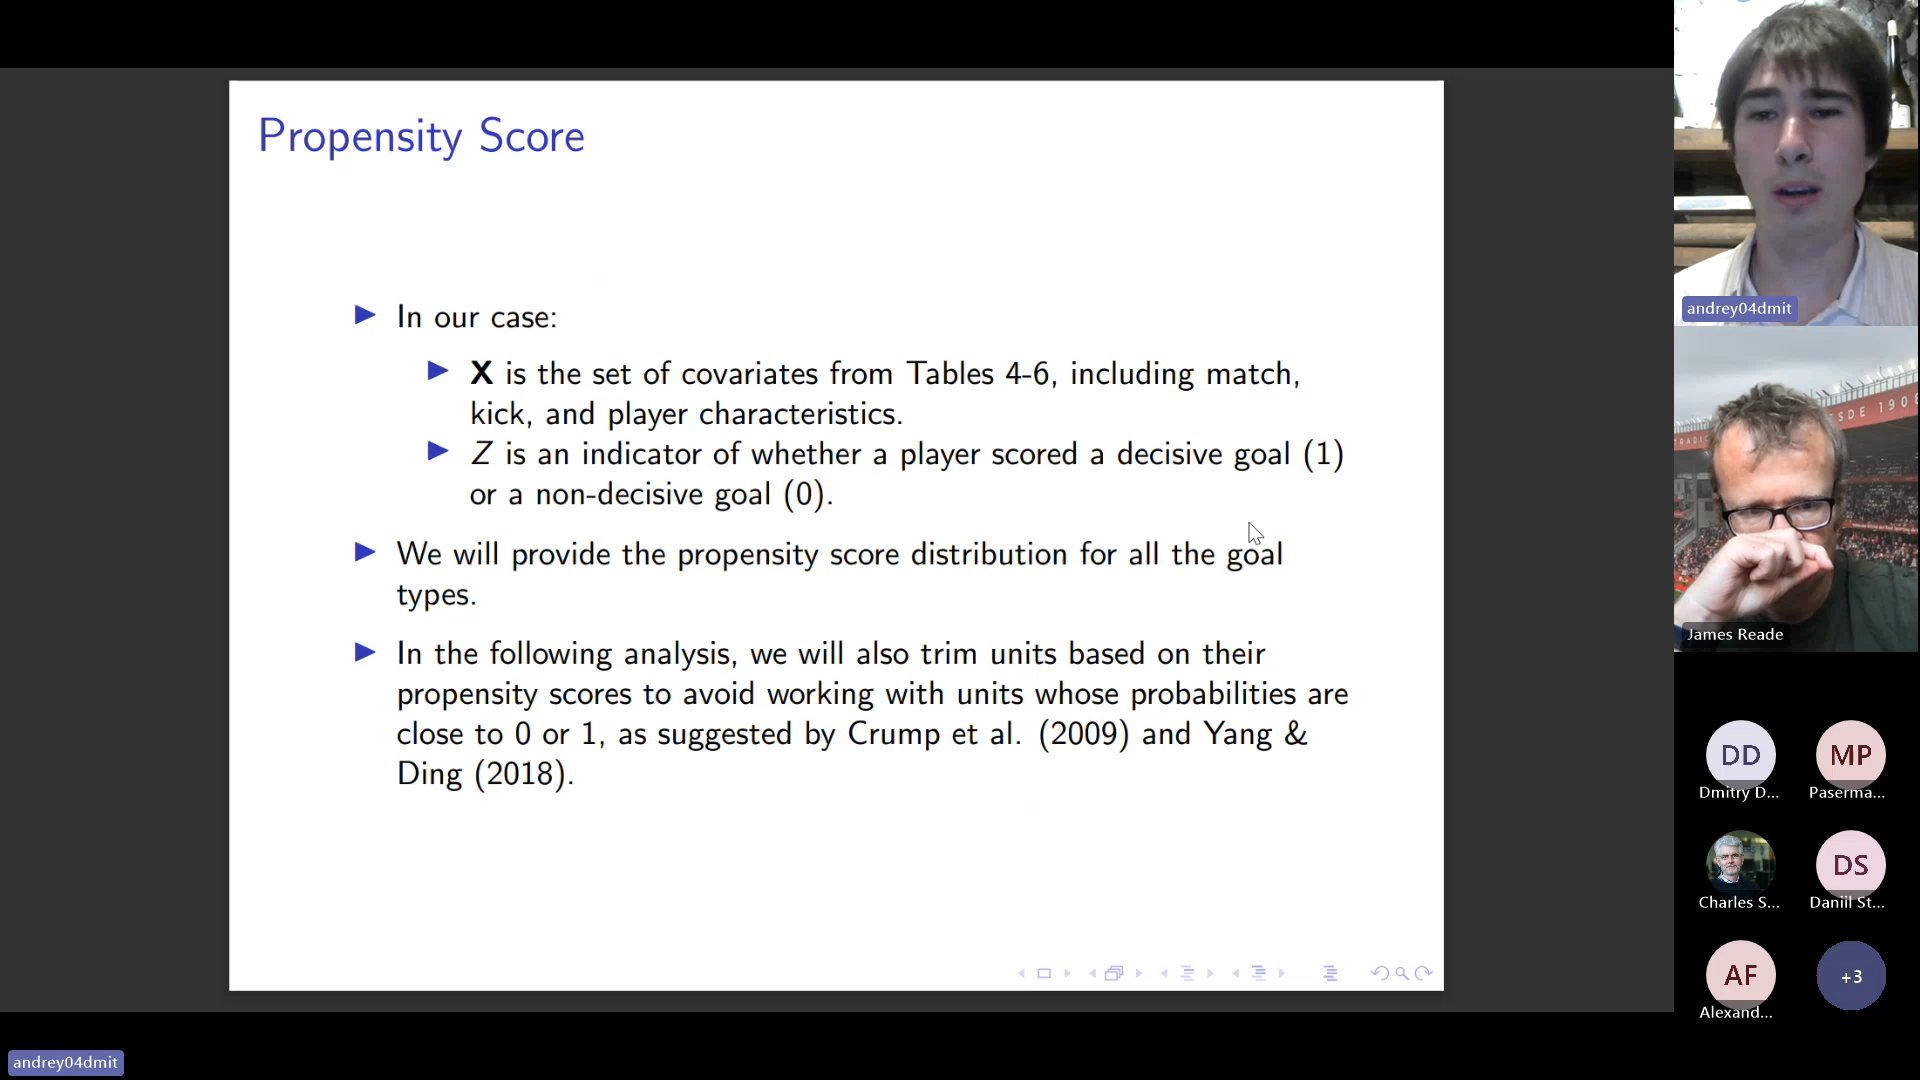 Propensity Score
In our case:
X is the set of covariates from Tables 4-6, including match,
kick, and player characteristics.
Z is an indicator of whether a player scored a decisive goal (1)
or a non-decisive goal (0).
We will provide the propensity score distribution for all the goal
types.
In the following analysis, we will also trim units based on their
propensity scores to avoid working with units whose probabilities are
close to 0 or 1, as suggested by Crump et al. (2009) and Yang &
Ding (2018).
andrey04dmit
SDE 1908
TRADIC
James Reade
DD
Dmitry D...
MP
Paserma...
Charles S...
DS
Daniil St...
AF
Alexand...
+3
andrey04dmit